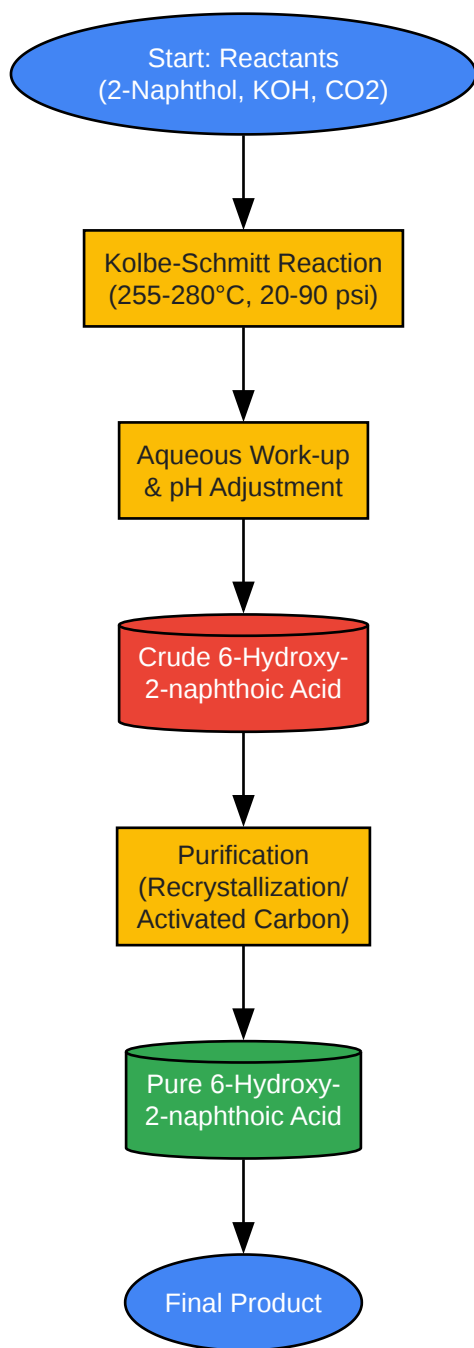 Start: Reactants
(2-Naphthol, KOH, CO2)
Kolbe-Schmitt Reaction
(255-280°C, 20-90 psi)
Aqueous Work-up
& pH Adjustment
Crude 6-Hydroxy-
2-naphthoic Acid
Purification
(Recrystallization/
Activated Carbon)
Pure 6-Hydroxy-
2-naphthoic Acid
Final Product